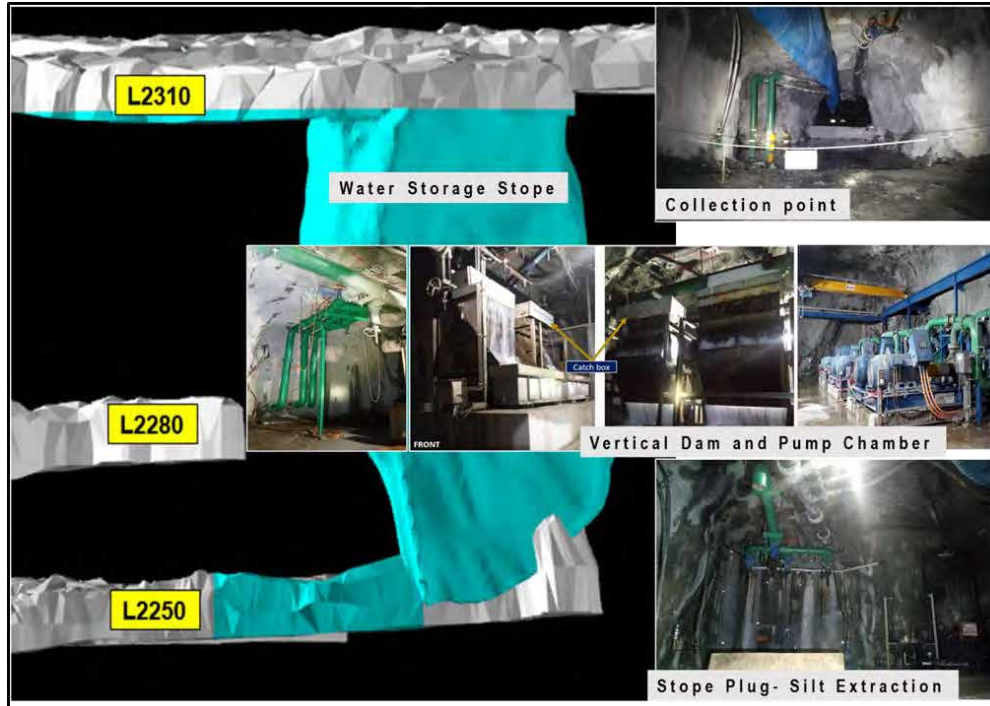 L2310
Water Storage Stope
Collection point
Catch box
L2280
FRONT
Vertical Dam and Pump Chamber
L2250
Stope Plug- Silt Extraction